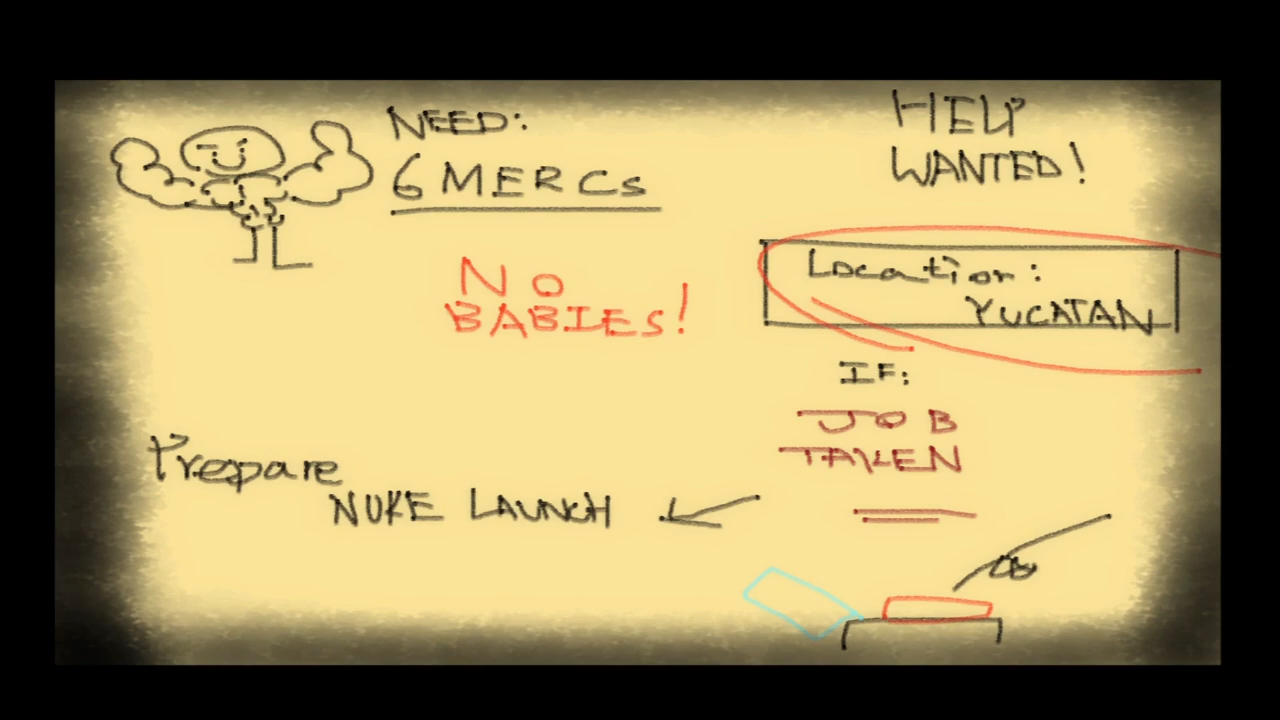 NEED:
6 MERCs
NO
BABIES!
HELP
WANTED!
Location:
YUCATAN
IF:
JOB
TAKEN
Prepare
NUKE LAUNCH